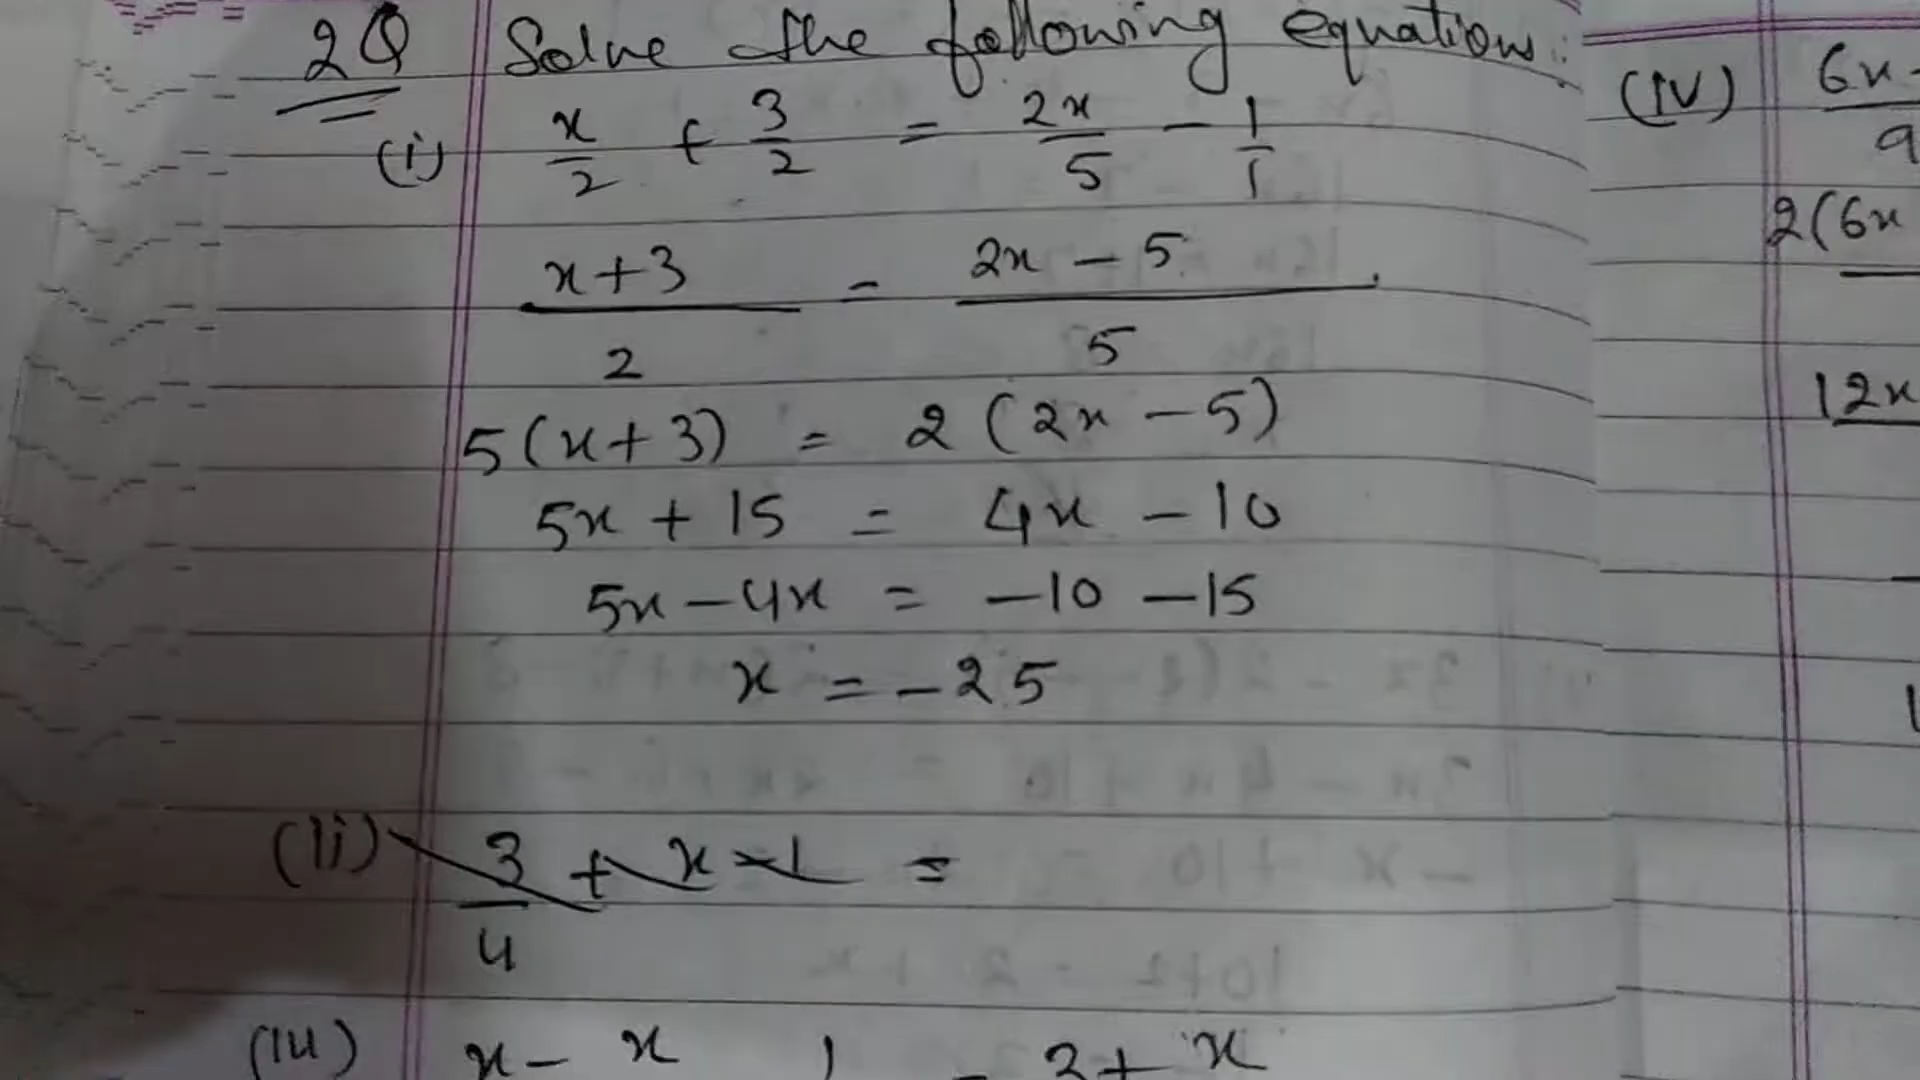 2Q Solve the following equations:
(i) x/2 + 3/2 = 2x/5 - 1/1
x+3/2 = 2x - 5/5
5(x+3) = 2(2x - 5)
5x + 15 = 4x - 10
5x - 4x = -10 - 15
x = -25
(ii) 3/4 + x - 1 =
(iii) x - x
(iv) 6x
2(6x
12x